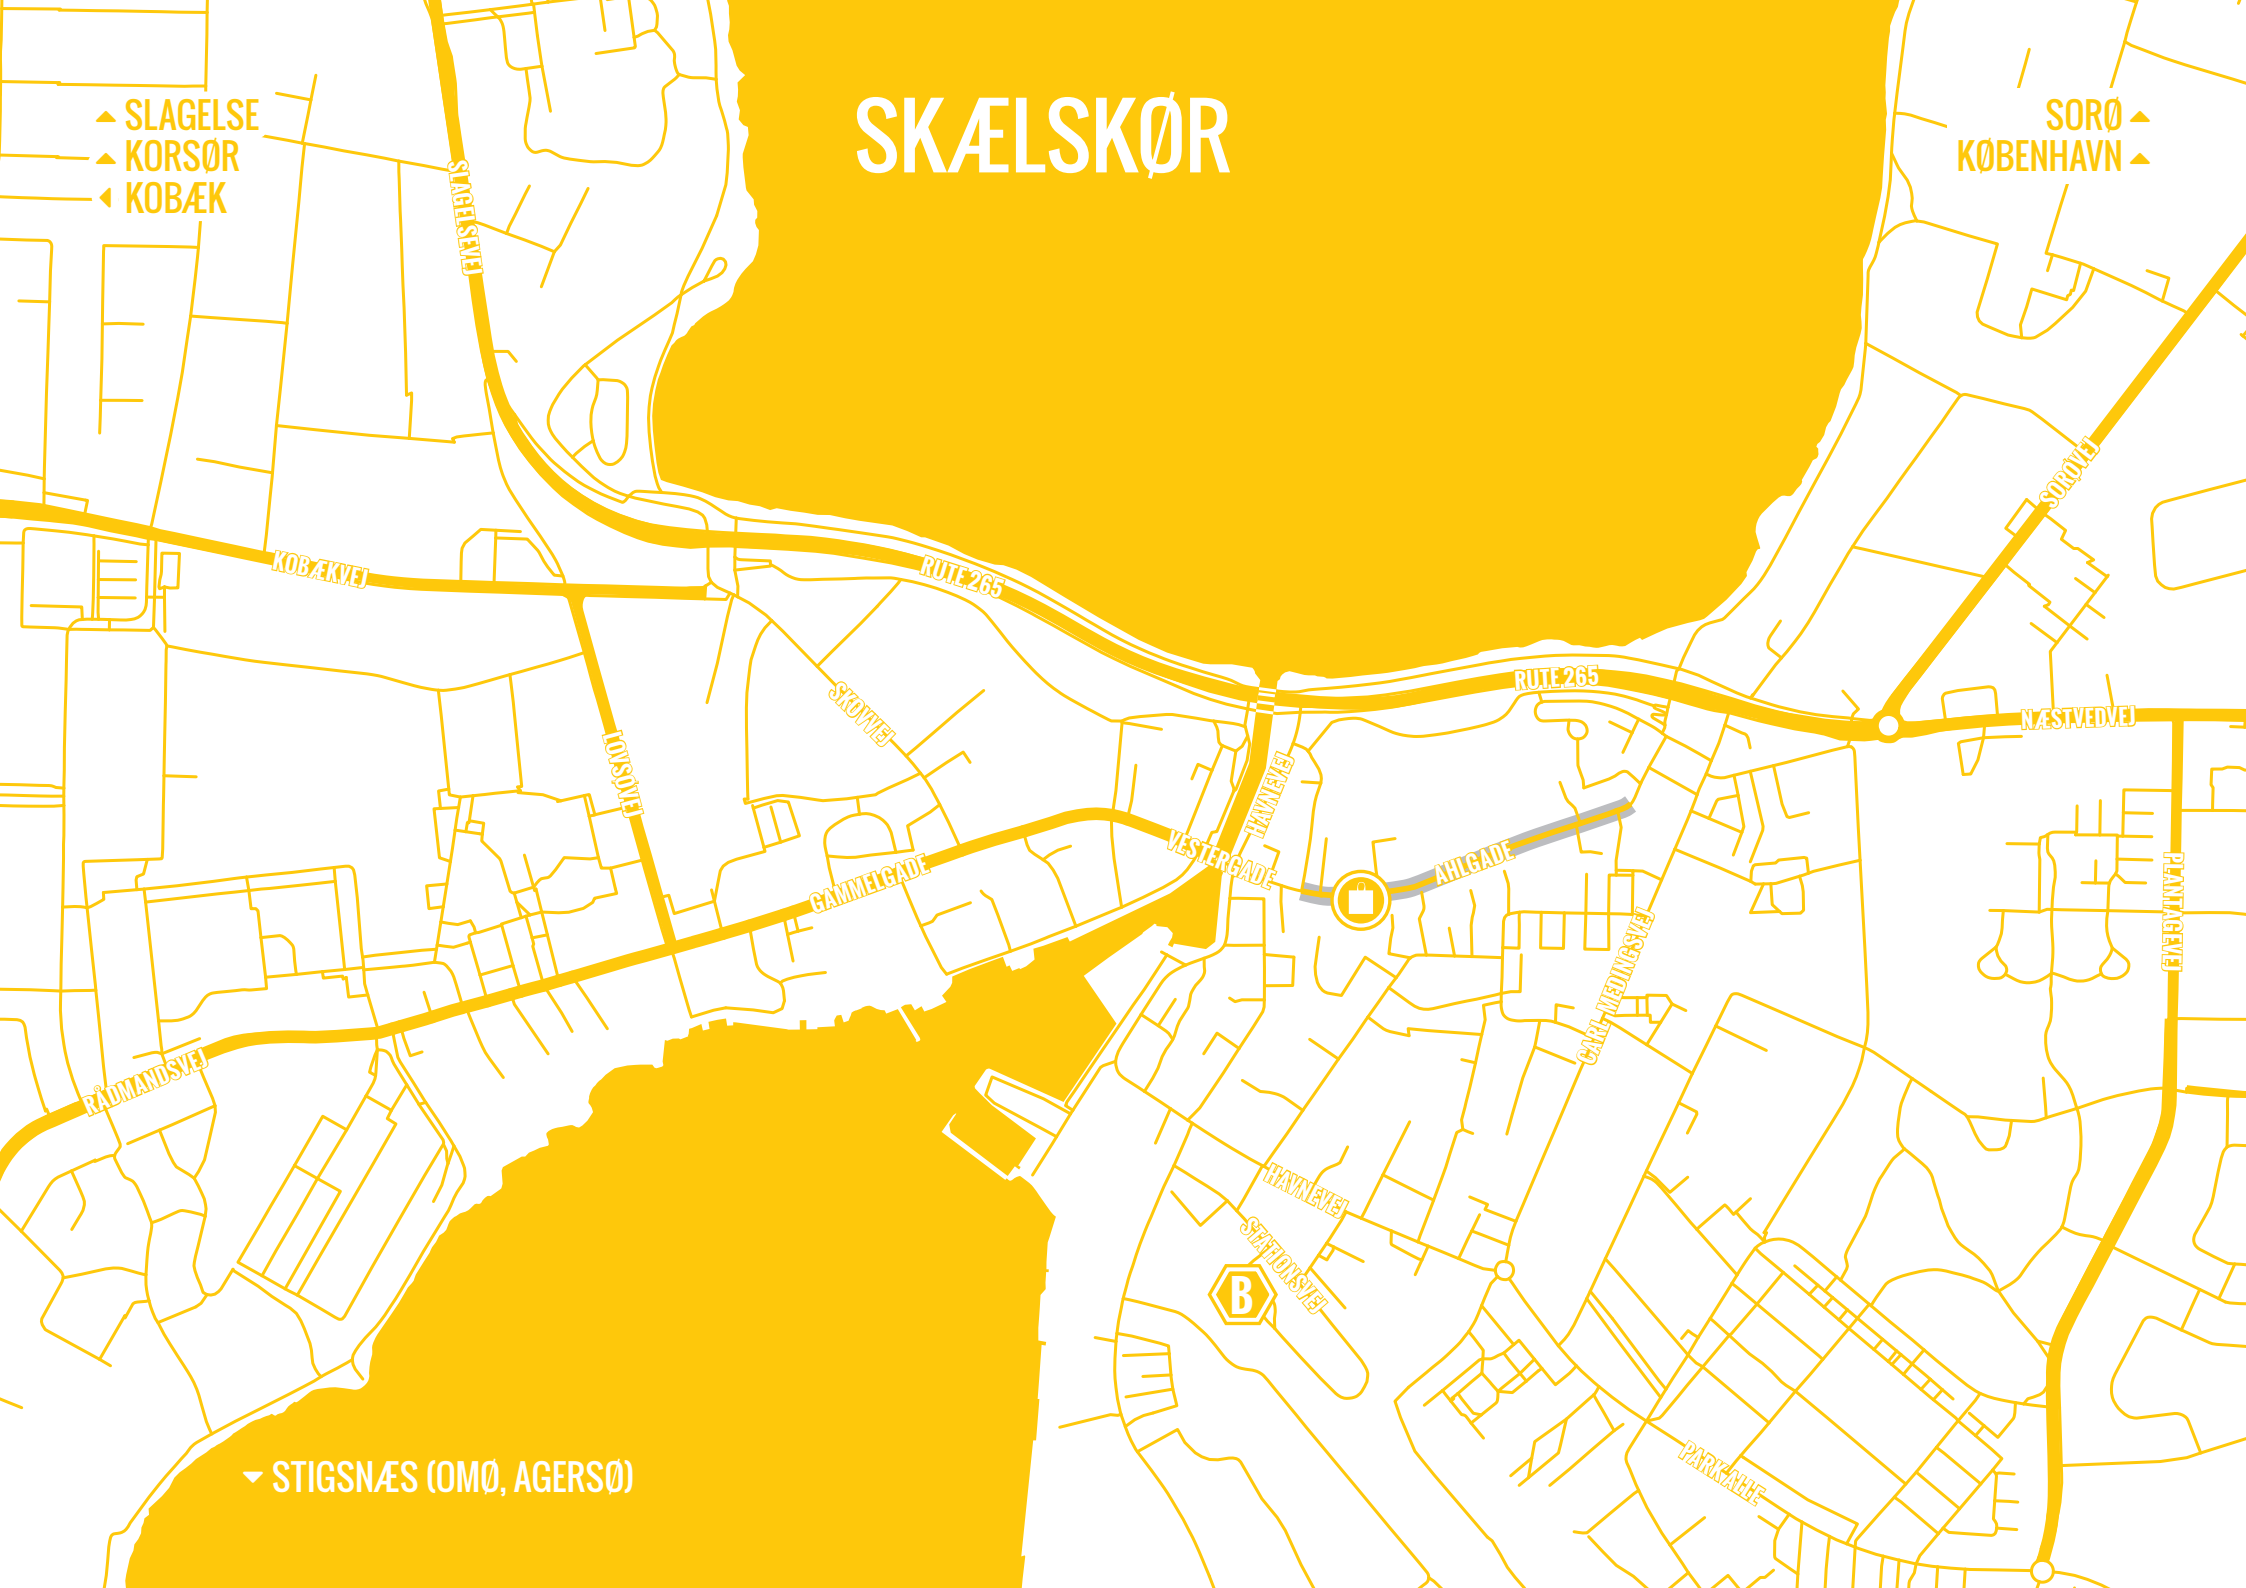 SKÆLSKØR
SLAGELSE
KORSØR
KOBÆK
SORØ
KØBENHAVN
SLAGELSEVEJ
SORØVEJ
KOBÆKVEJ
RUTE 265
RUTE 265
SKOVVEJ
NÆSTVEDVEJ
LOVSØVEJ
HAVNEVEJ
VESTERGADE
AHLGADE
GAMMELGADE
PLANTAGEVEJ
CARL MEDINGSVEJ
RÅDMANDSVEJ
HAVNEVEJ
STATIONSVEJ
B
PARKALLE
STIGSNÆS (OMØ, AGERSØ)